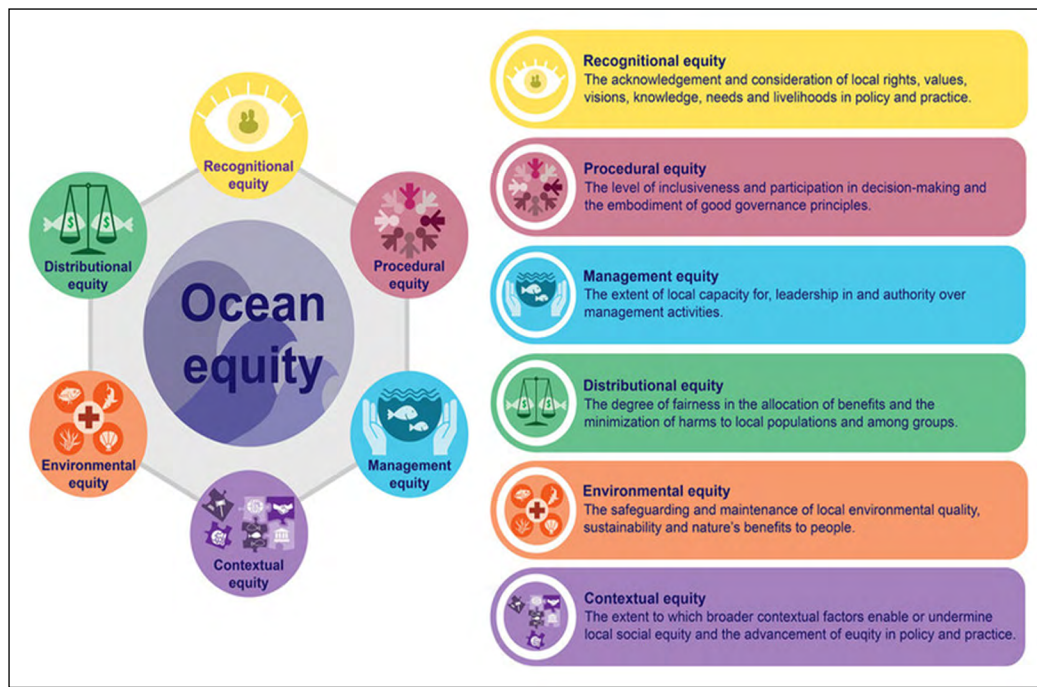 Recognitional
equity
Distributional
equity
Procedural
equity
Ocean
equity
Environmental
equity
Management
equity
Contextual
equity
Recognitional equity
The acknowledgement and consideration of local rights, values,
visions, knowledge, needs and livelihoods in policy and practice.
Procedural equity
The level of inclusiveness and participation in decision-making and
the embodiment of good governance principles.
Management equity
The extent of local capacity for, leadership in and authority over
management activities.
Distributional equity
The degree of fairness in the allocation of benefits and the
minimization of harms to local populations and among groups.
Environmental equity
The safeguarding and maintenance of local environmental quality,
sustainability and nature's benefits to people.
Contextual equity
The extent to which broader contextual factors enable or undermine
local social equity and the advancement of euqity in policy and practice.